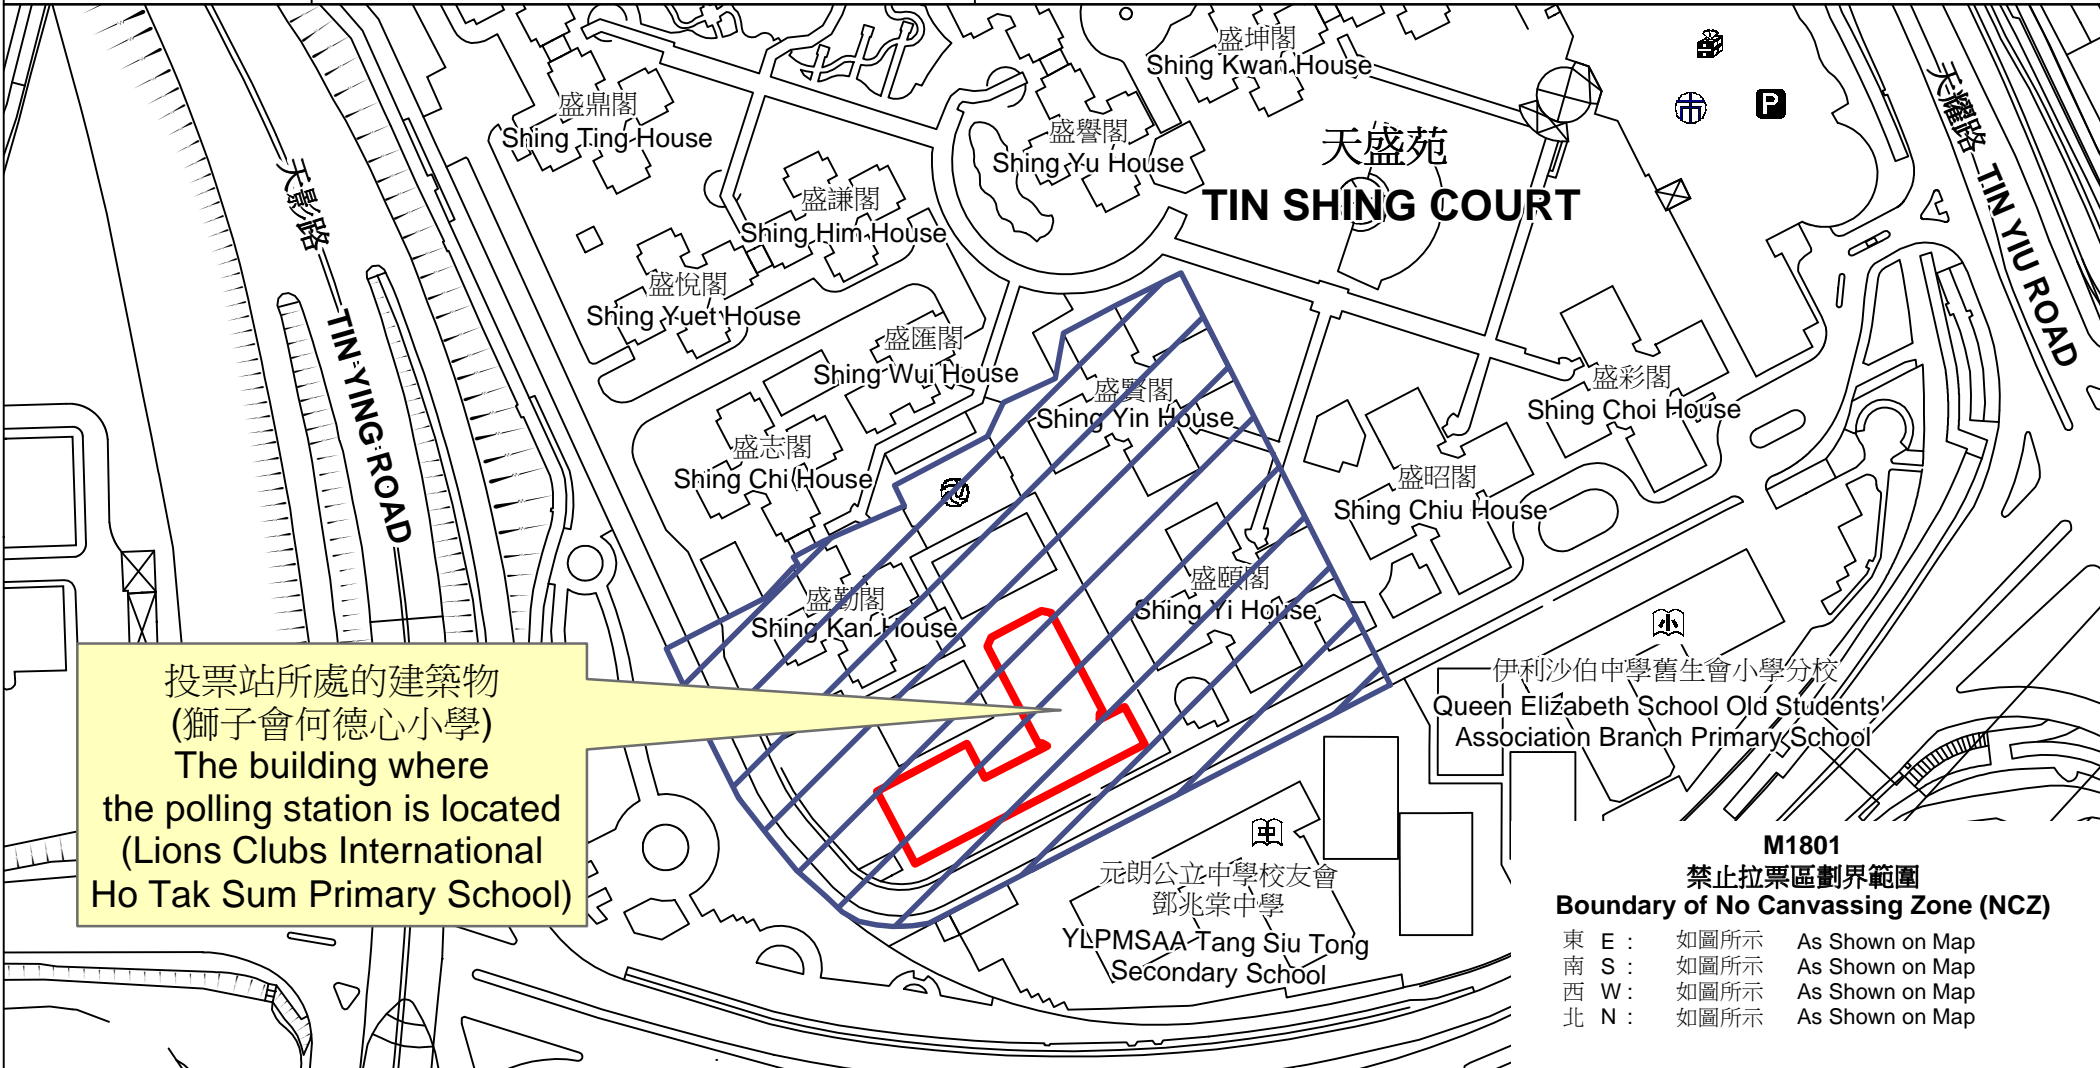 盛坤閣
Shing Kwan House
盛鼎閣
Shing Ting House
盛譽閣
Shing Yu House
天盛苑
TIN SHING COURT
市
P
天耀路 TIN YIU ROAD
天影路 TIN YING ROAD
盛謙閣
Shing Him House
盛悅閣
Shing Yuet House
盛匯閣
Shing Wui House
盛賢閣
Shing Yin House
盛彩閣
Shing Choi House
盛志閣
Shing Chi House
盛昭閣
Shing Chiu House
盛勤閣
Shing Kan House
盛頤閣
Shing Yi House
小
伊利沙伯中學舊生會小學分校
Queen Elizabeth School Old Students'
Association Branch Primary School
投票站所處的建築物
(獅子會何德心小學)
The building where
the polling station is located
(Lions Clubs International
Ho Tak Sum Primary School)
中
元朗公立中學校友會
鄧兆棠中學
YLPMSAA Tang Siu Tong
Secondary School
M1801
禁止拉票區劃界範圍
Boundary of No Canvassing Zone (NCZ)
東 E : 如圖所示 As Shown on Map
南 S : 如圖所示 As Shown on Map
西 W : 如圖所示 As Shown on Map
北 N : 如圖所示 As Shown on Map